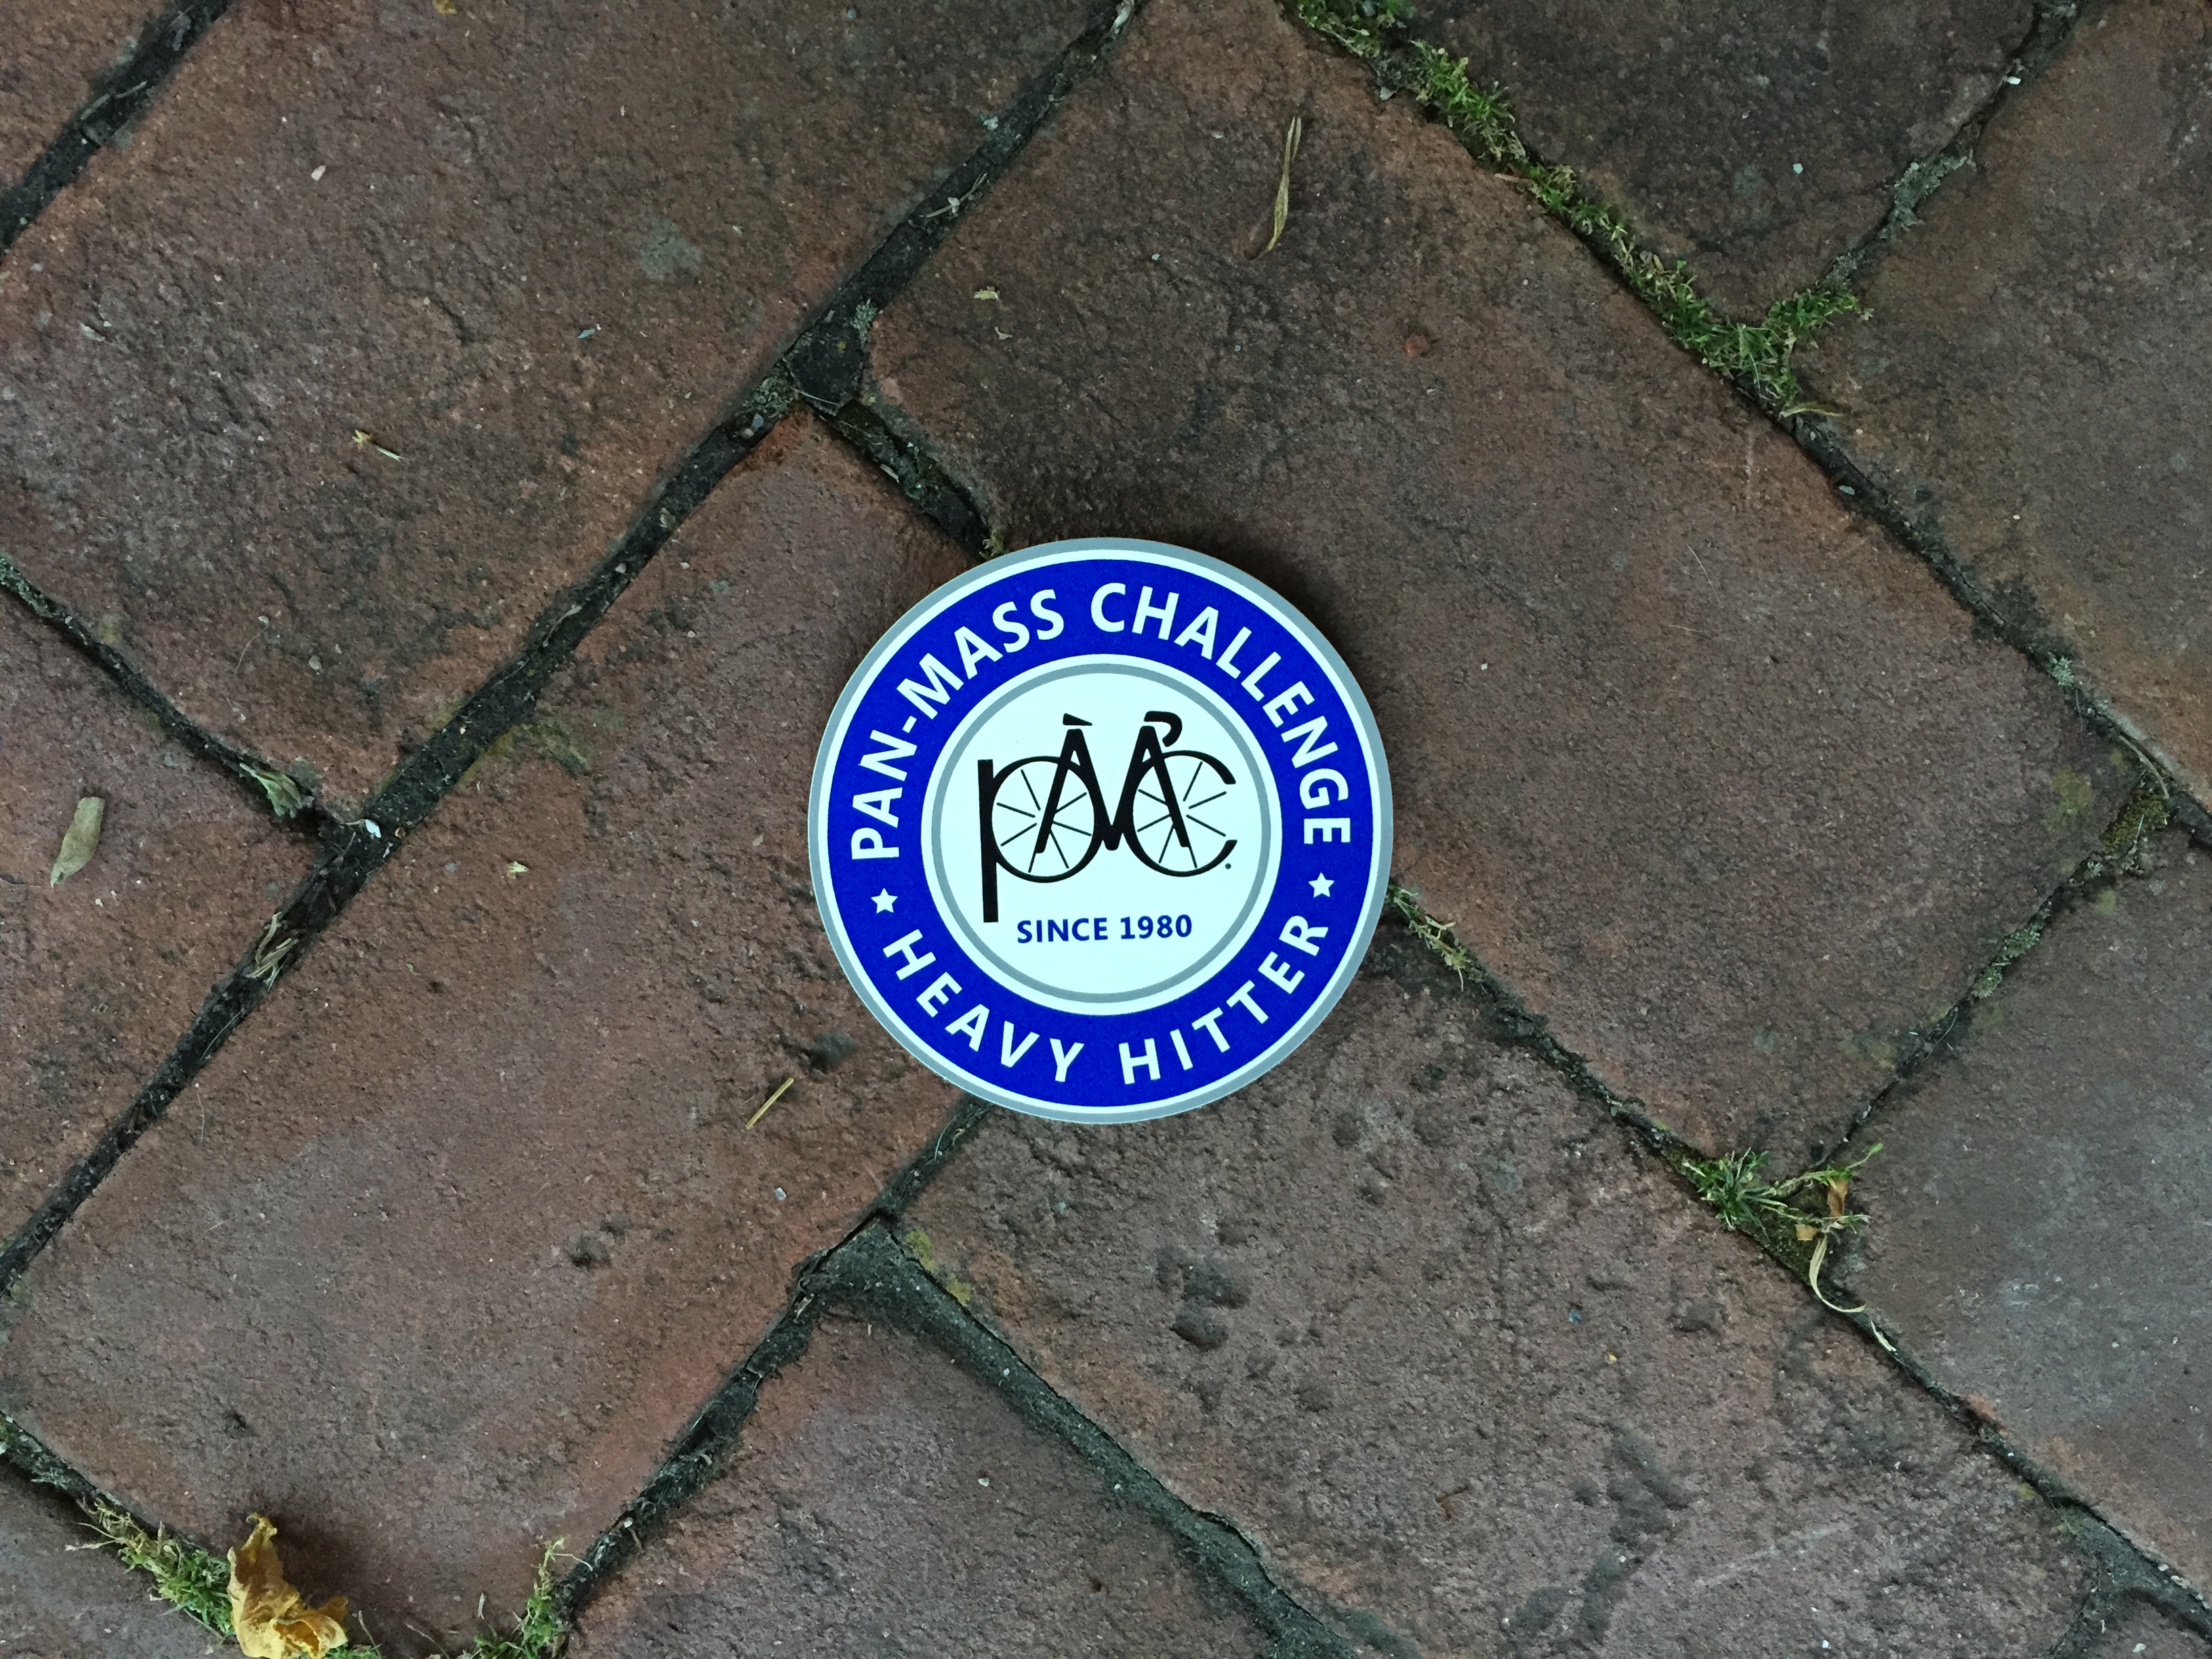 PAN-MASS CHALLENGE
pMc
SINCE 1980
★ HEAVY HITTER ★